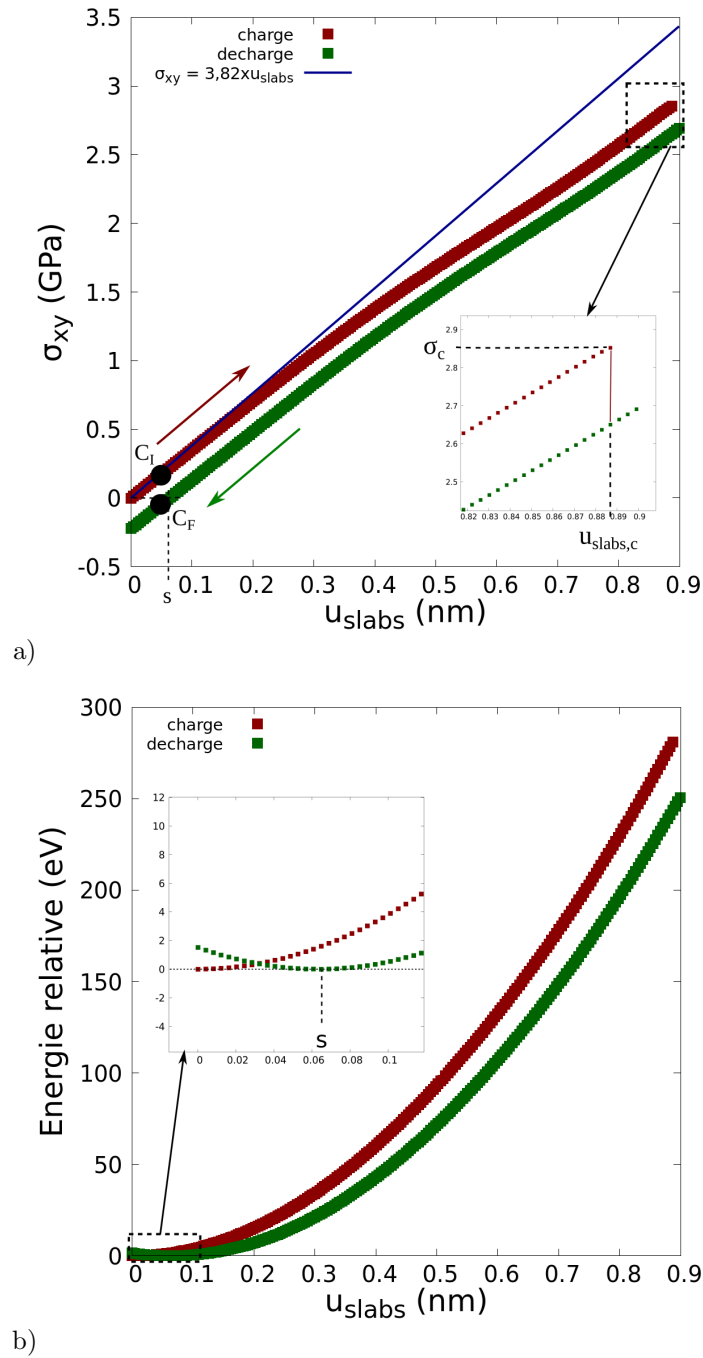 3.5
3
2.5
2
1.5
1
0.5
0
-0.5
σxy (GPa)
charge
decharge
σxy = 3,82xuslabs
CI
CF
s
0 0.1 0.2 0.3 0.4 0.5 0.6 0.7 0.8 0.9
uslabs (nm)
2.9
2.8
2.7
2.6
2.5
σc
0.82 0.83 0.84 0.85 0.86 0.87 0.88 0.89 0.9
uslabs,c
a)
300
250
200
150
100
50
0
Energie relative (eV)
charge
decharge
12
10
8
6
4
2
0
-2
-4
s
0 0.02 0.04 0.06 0.08 0.1
0 0.1 0.2 0.3 0.4 0.5 0.6 0.7 0.8 0.9
uslabs (nm)
b)